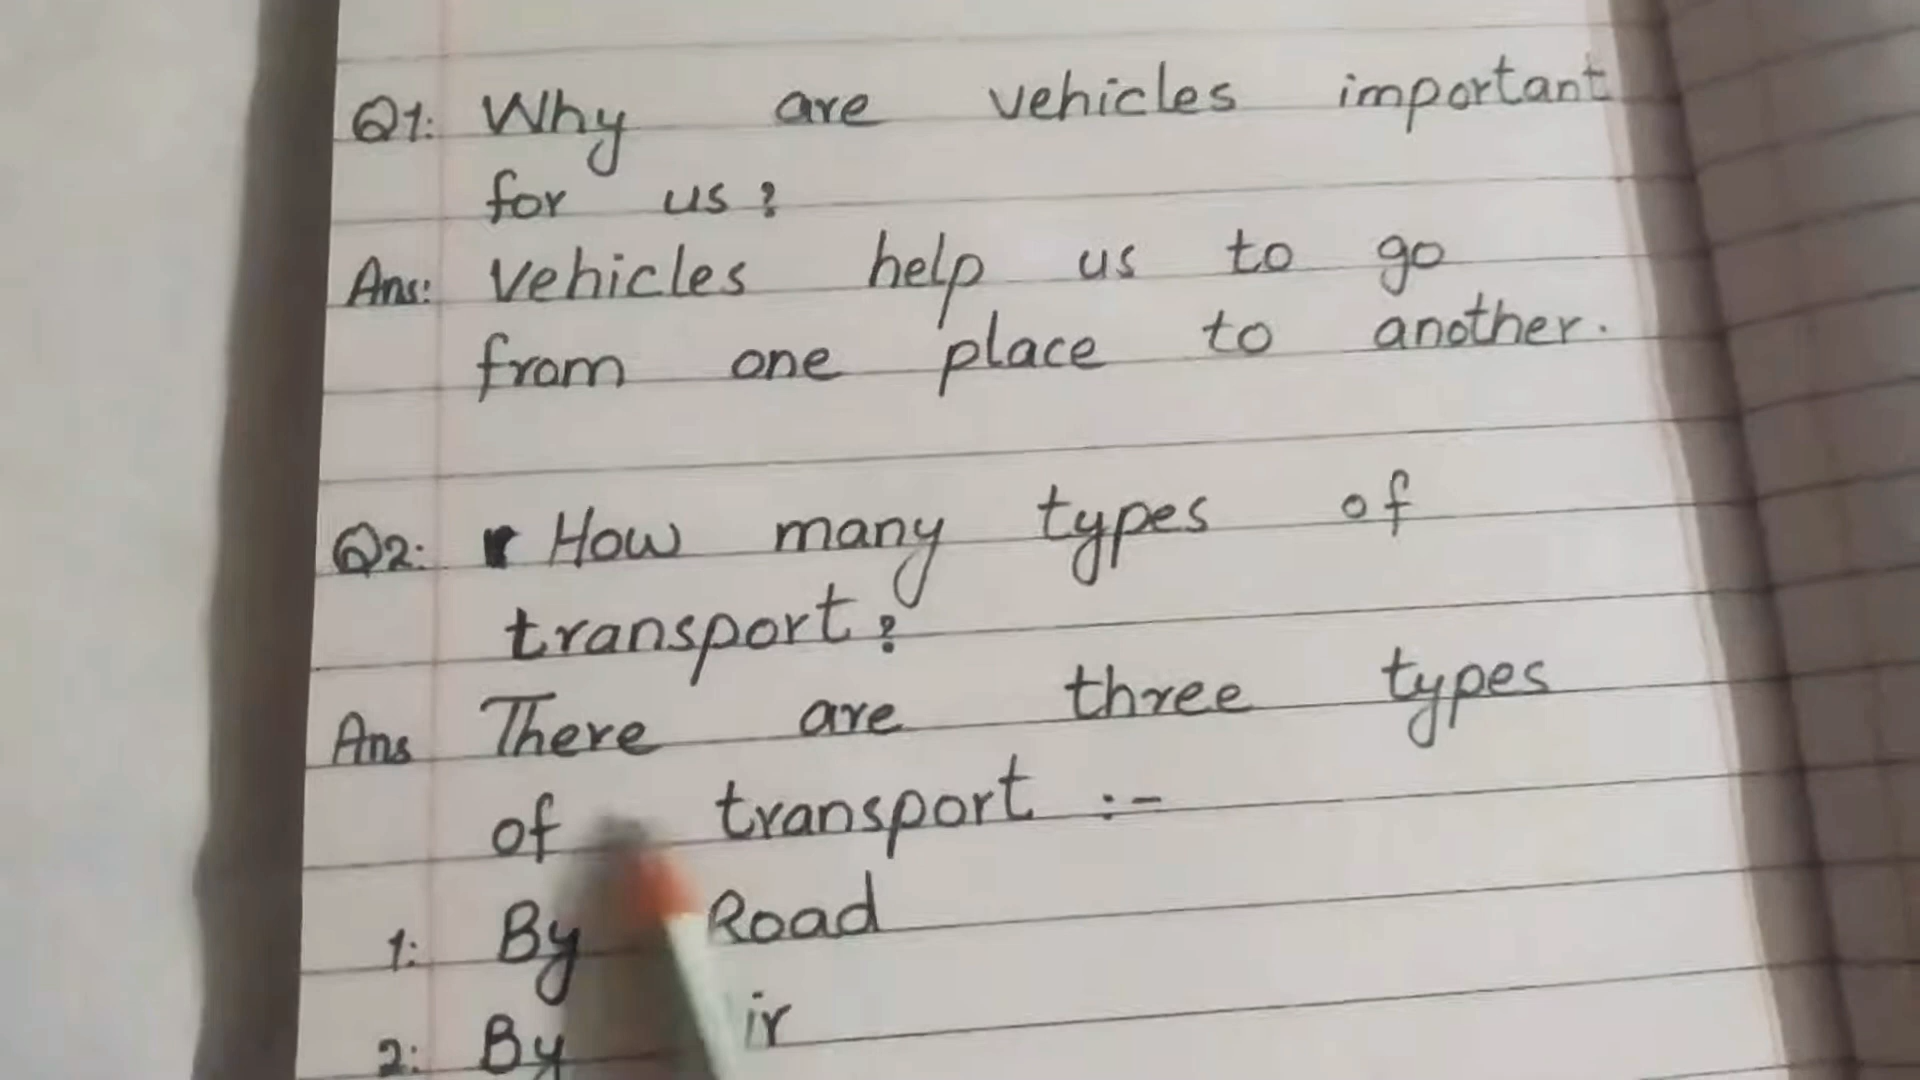 Q1: Why are vehicles important
for us?
Ans: Vehicles help us to go
from one place to another.
Q2: How many types of
transport?
Ans There are three types
of transport :-
1: By Road
2: By